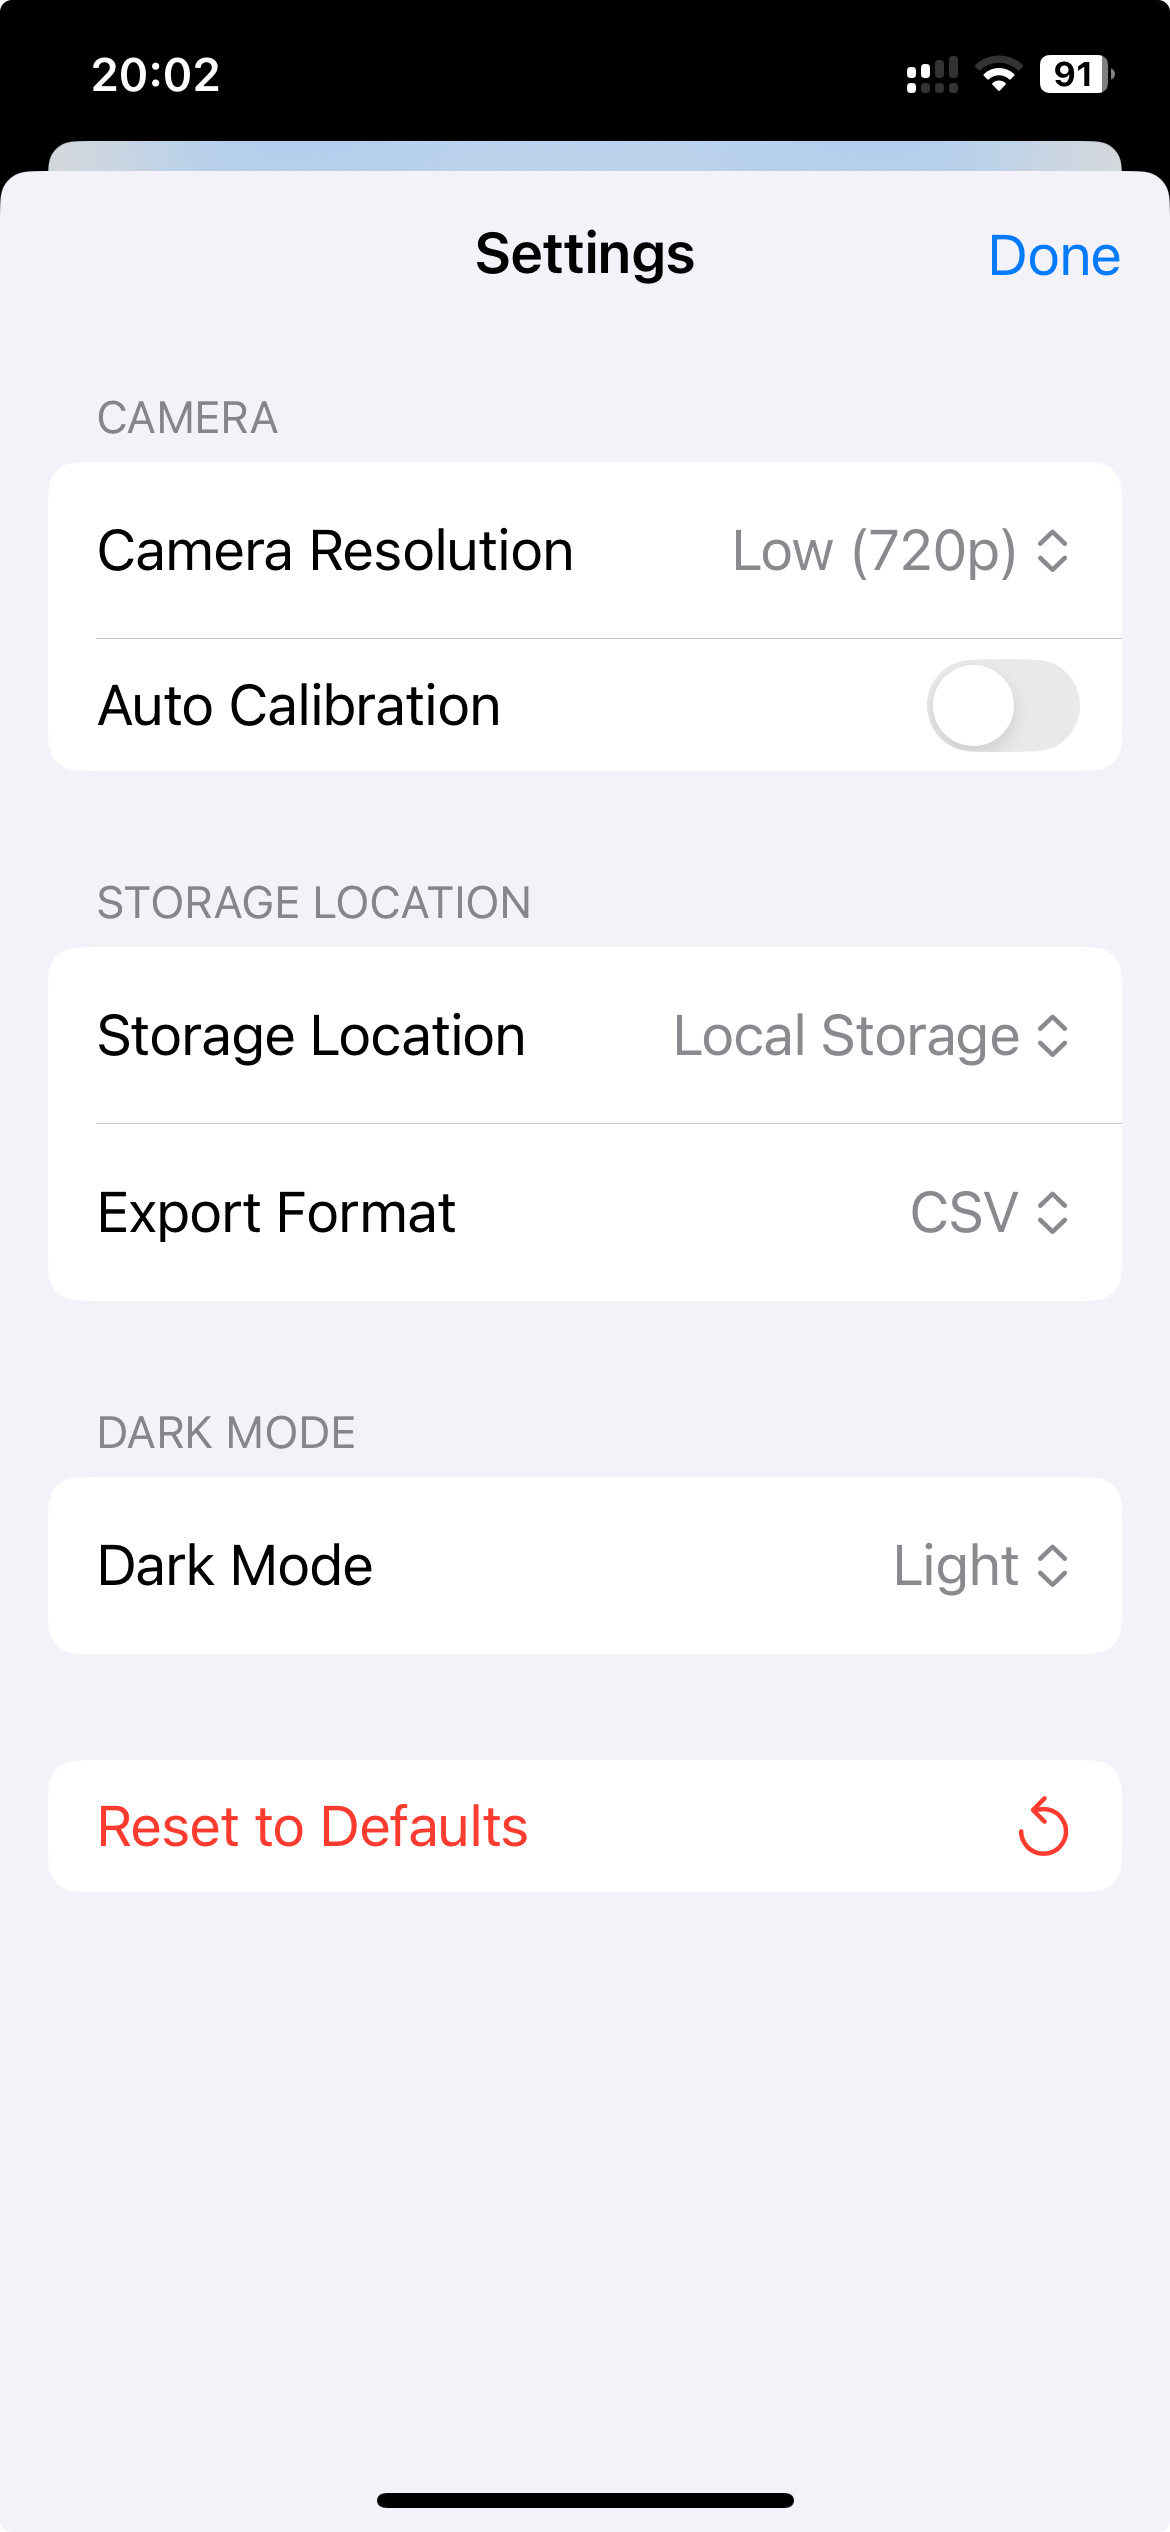 20:02
91
Settings
Done
CAMERA
Camera Resolution
Low (720p)
Auto Calibration
STORAGE LOCATION
Storage Location
Local Storage
Export Format
CSV
DARK MODE
Dark Mode
Light
Reset to Defaults